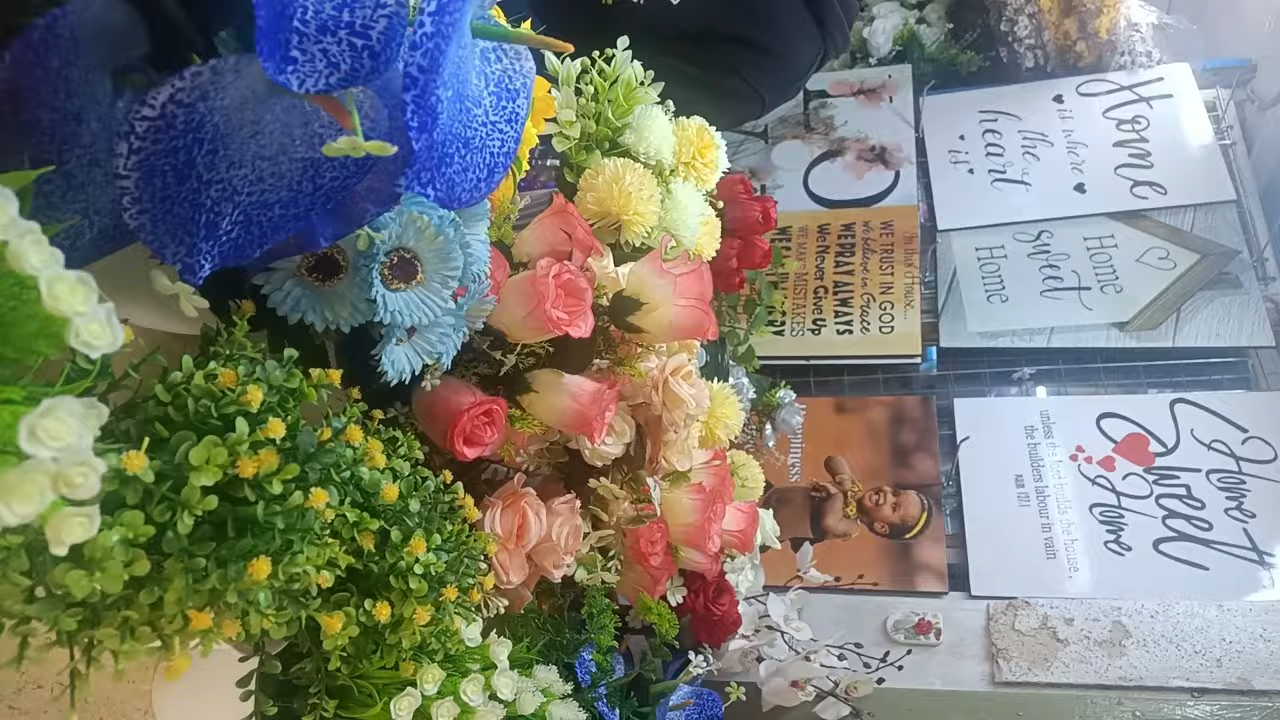 Home
is where
the
heart
is
Home
sweet
Home
Home
Sweet
Home
unless the lord builds the house,
the builders labour in vain
In this House...
WE TRUST IN GOD
We believe in Grace
WE PRAY ALWAYS
We Never Give Up
WE MAKE MISTAKES